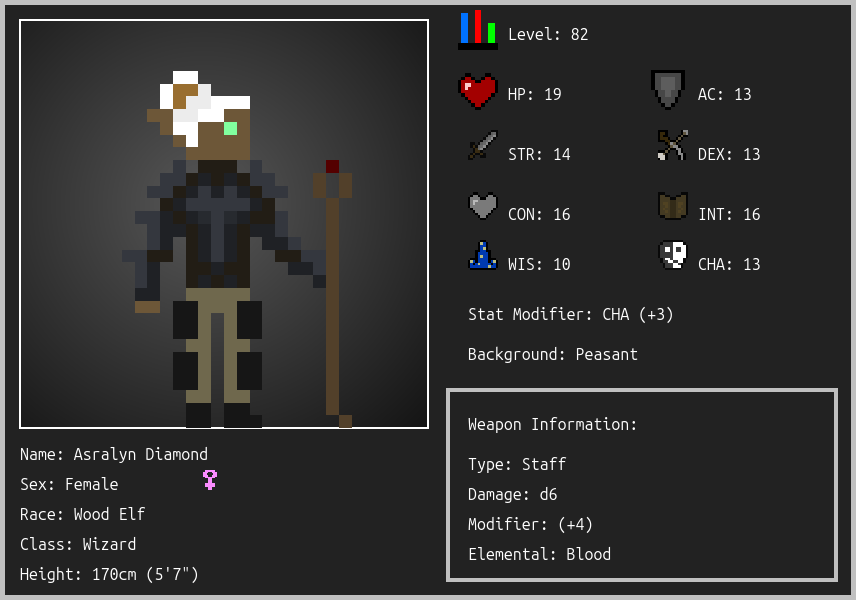 Level: 82
HP: 19
AC: 13
STR: 14
DEX: 13
CON: 16
INT: 16
WIS: 10
CHA: 13
Stat Modifier: CHA (+3)
Background: Peasant
Weapon Information:
Type: Staff
Damage: d6
Modifier: (+4)
Elemental: Blood
Name: Asralyn Diamond
Sex: Female
Race: Wood Elf
Class: Wizard
Height: 170cm (5'7")